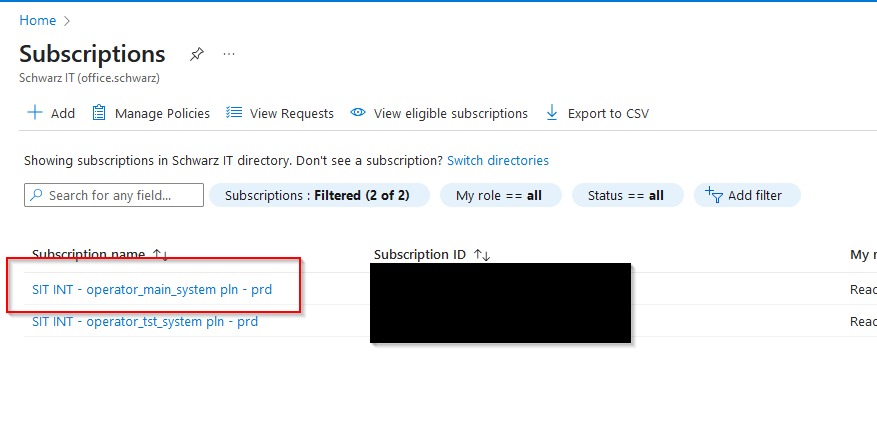 Home >
Subscriptions ...
Schwarz IT (office.schwarz)
Add Manage Policies View Requests View eligible subscriptions Export to CSV
Showing subscriptions in Schwarz IT directory. Don't see a subscription? Switch directories
Search for any field... Subscriptions : Filtered (2 of 2) My role == all Status == all Add filter
Subscription name ↑↓ Subscription ID ↑↓ My r
SIT INT - operator_main_system pln - prd Reac
SIT INT - operator_tst_system pln - prd Reac